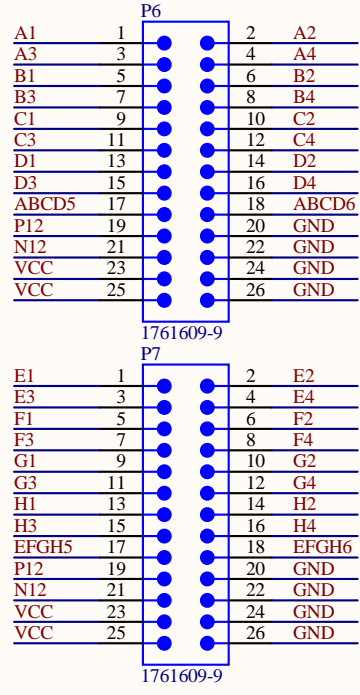 P6
A1 1 2 A2
A3 3 4 A4
B1 5 6 B2
B3 7 8 B4
C1 9 10 C2
C3 11 12 C4
D1 13 14 D2
D3 15 16 D4
ABCD5 17 18 ABCD6
P12 19 20 GND
N12 21 22 GND
VCC 23 24 GND
VCC 25 26 GND
1761609-9
P7
E1 1 2 E2
E3 3 4 E4
F1 5 6 F2
F3 7 8 F4
G1 9 10 G2
G3 11 12 G4
H1 13 14 H2
H3 15 16 H4
EFGH5 17 18 EFGH6
P12 19 20 GND
N12 21 22 GND
VCC 23 24 GND
VCC 25 26 GND
1761609-9